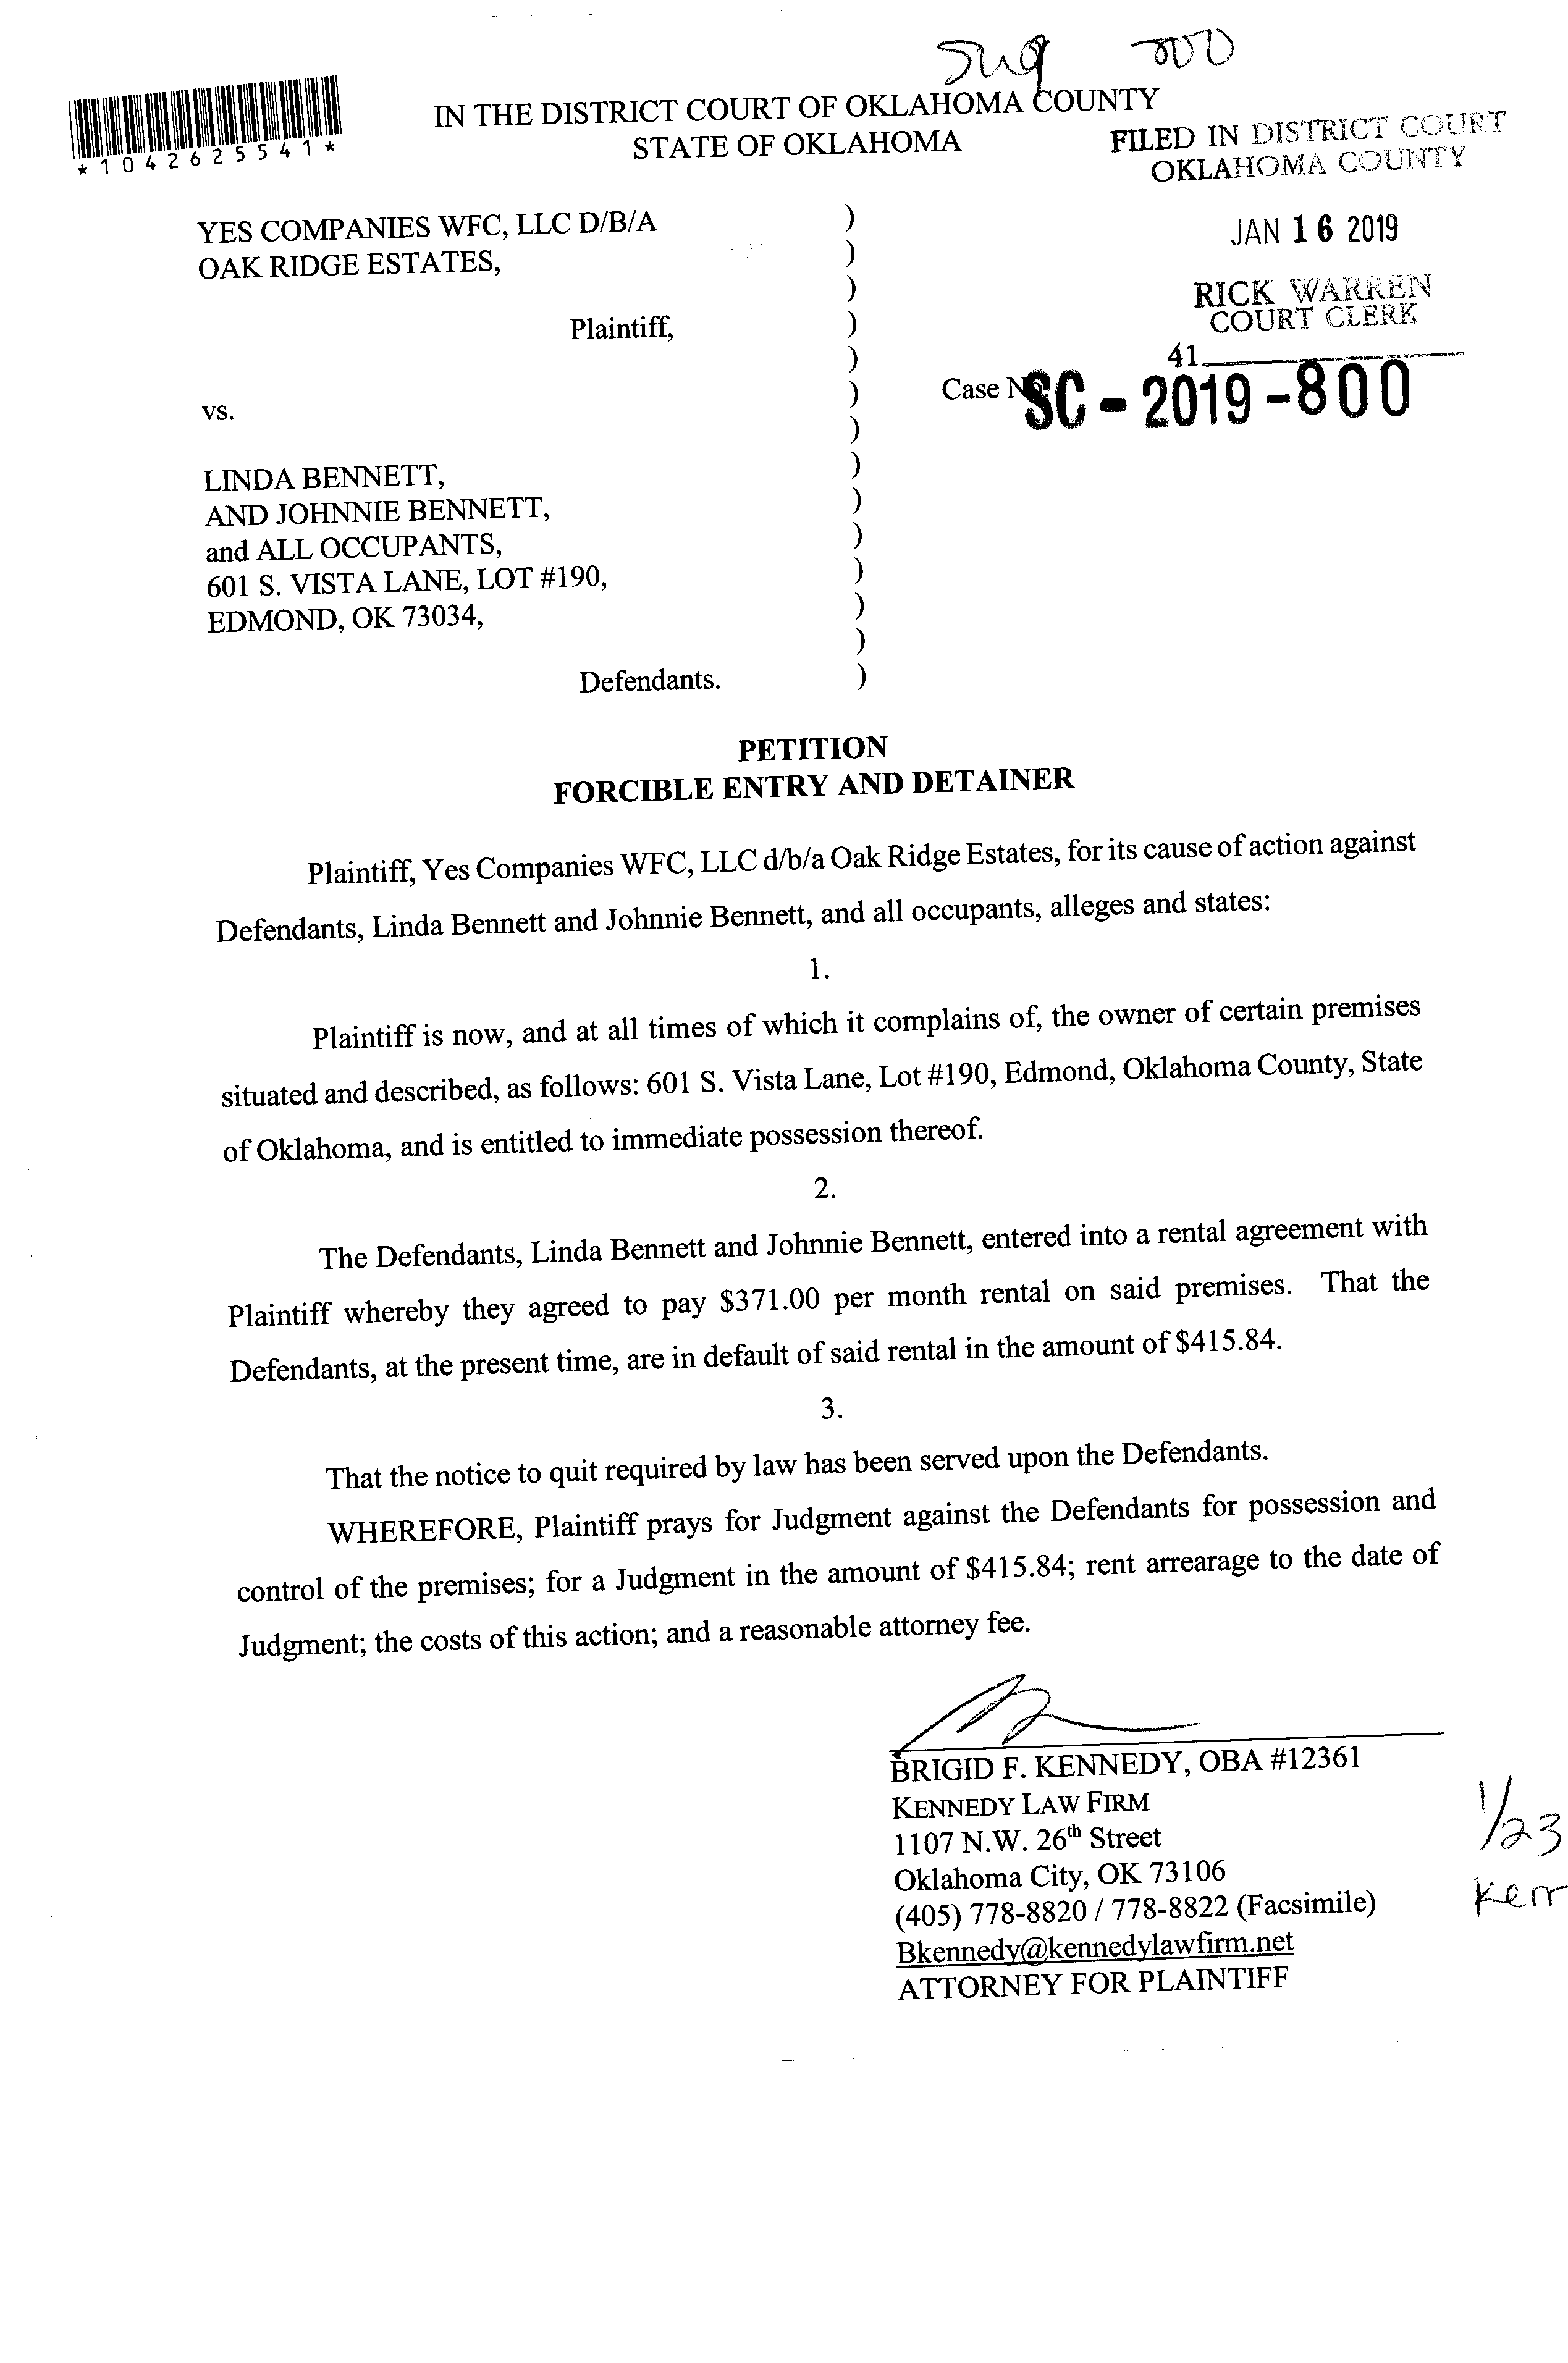 *1042625541*
IN THE DISTRICT COURT OF OKLAHOMA COUNTY
STATE OF OKLAHOMA
FILED IN DISTRICT COURT
OKLAHOMA COUNTY
JAN 16 2019
RICK WARREN
COURT CLERK
41
Case No. SC-2019-800
YES COMPANIES WFC, LLC D/B/A )
OAK RIDGE ESTATES, )
)
Plaintiff, )
)
vs. )
)
LINDA BENNETT, )
AND JOHNNIE BENNETT, )
and ALL OCCUPANTS, )
601 S. VISTA LANE, LOT #190, )
EDMOND, OK 73034, )
)
Defendants. )
PETITION
FORCIBLE ENTRY AND DETAINER
Plaintiff, Yes Companies WFC, LLC d/b/a Oak Ridge Estates, for its cause of action against
Defendants, Linda Bennett and Johnnie Bennett, and all occupants, alleges and states:
1.
Plaintiff is now, and at all times of which it complains of, the owner of certain premises
situated and described, as follows: 601 S. Vista Lane, Lot #190, Edmond, Oklahoma County, State
of Oklahoma, and is entitled to immediate possession thereof.
2.
The Defendants, Linda Bennett and Johnnie Bennett, entered into a rental agreement with
Plaintiff whereby they agreed to pay $371.00 per month rental on said premises. That the
Defendants, at the present time, are in default of said rental in the amount of $415.84.
3.
That the notice to quit required by law has been served upon the Defendants.
WHEREFORE, Plaintiff prays for Judgment against the Defendants for possession and
control of the premises; for a Judgment in the amount of $415.84; rent arrearage to the date of
Judgment; the costs of this action; and a reasonable attorney fee.
BRIGID F. KENNEDY, OBA #12361
KENNEDY LAW FIRM
1107 N.W. 26th Street
Oklahoma City, OK 73106
(405) 778-8820 / 778-8822 (Facsimile)
Bkennedy@kennedylawfirm.net
ATTORNEY FOR PLAINTIFF
1/23
Kerr